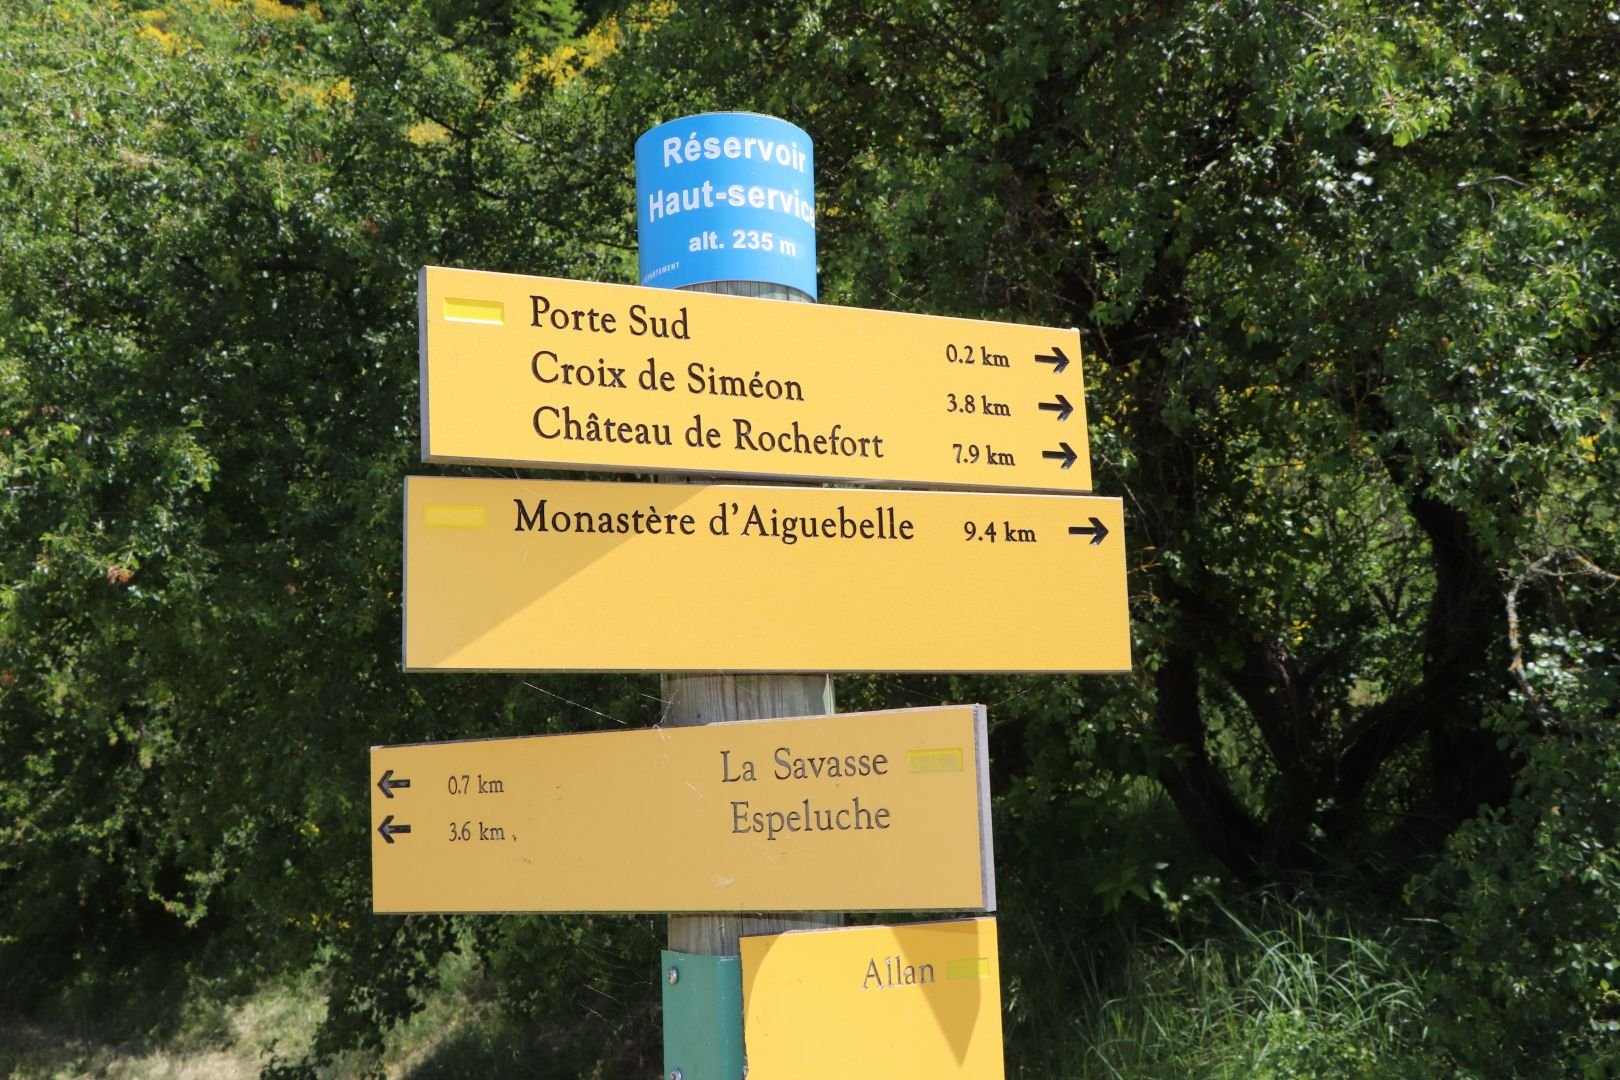 Réservoir
Haut-service
alt. 235 m
Porte Sud 0.2 km →
Croix de Siméon 3.8 km →
Château de Rochefort 7.9 km →
Monastère d'Aiguebelle 9.4 km →
← 0.7 km La Savasse
← 3.6 km Espeluche
Allan